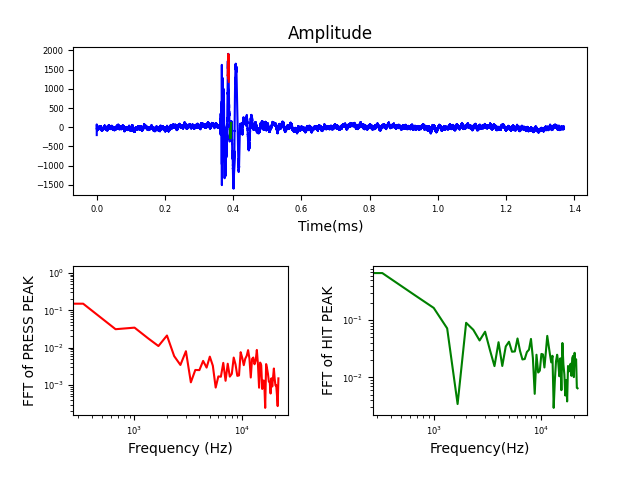 Amplitude
2000
1500
1000
500
0
−500
−1000
−1500
0.0 0.2 0.4 0.6 0.8 1.0 1.2 1.4
Time(ms)
FFT of PRESS PEAK
10⁰
10⁻¹
10⁻²
10⁻³
10³ 10⁴
Frequency (Hz)
FFT of HIT PEAK
10⁻¹
10⁻²
10³ 10⁴
Frequency(Hz)